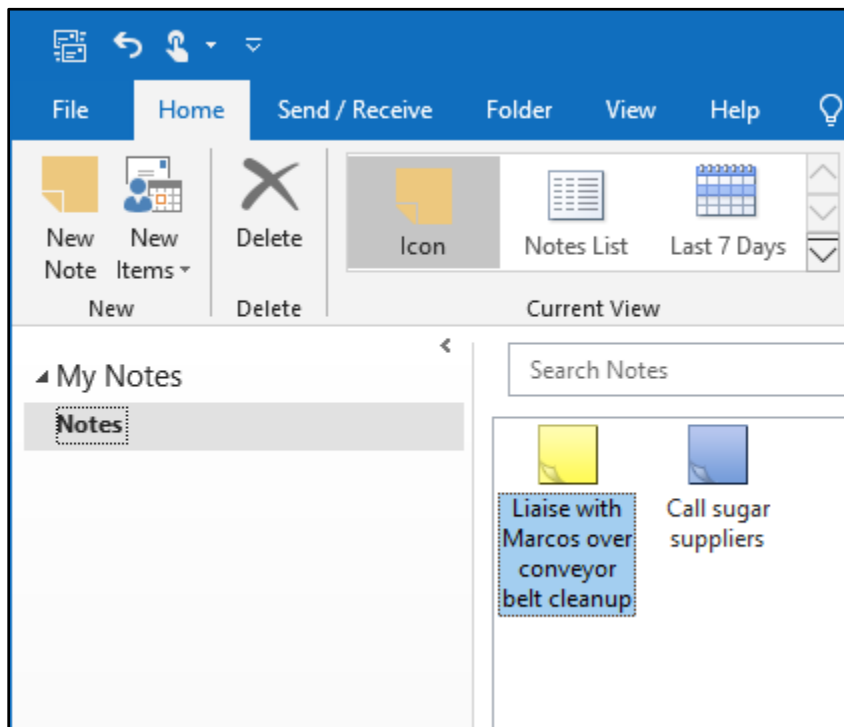 File Home Send / Receive Folder View Help
New Note
New Items
Delete
Icon
Notes List
Last 7 Days
New
Delete
Current View
My Notes
Notes
Search Notes
Liaise with
Marcos over
conveyor
belt cleanup
Call sugar
suppliers